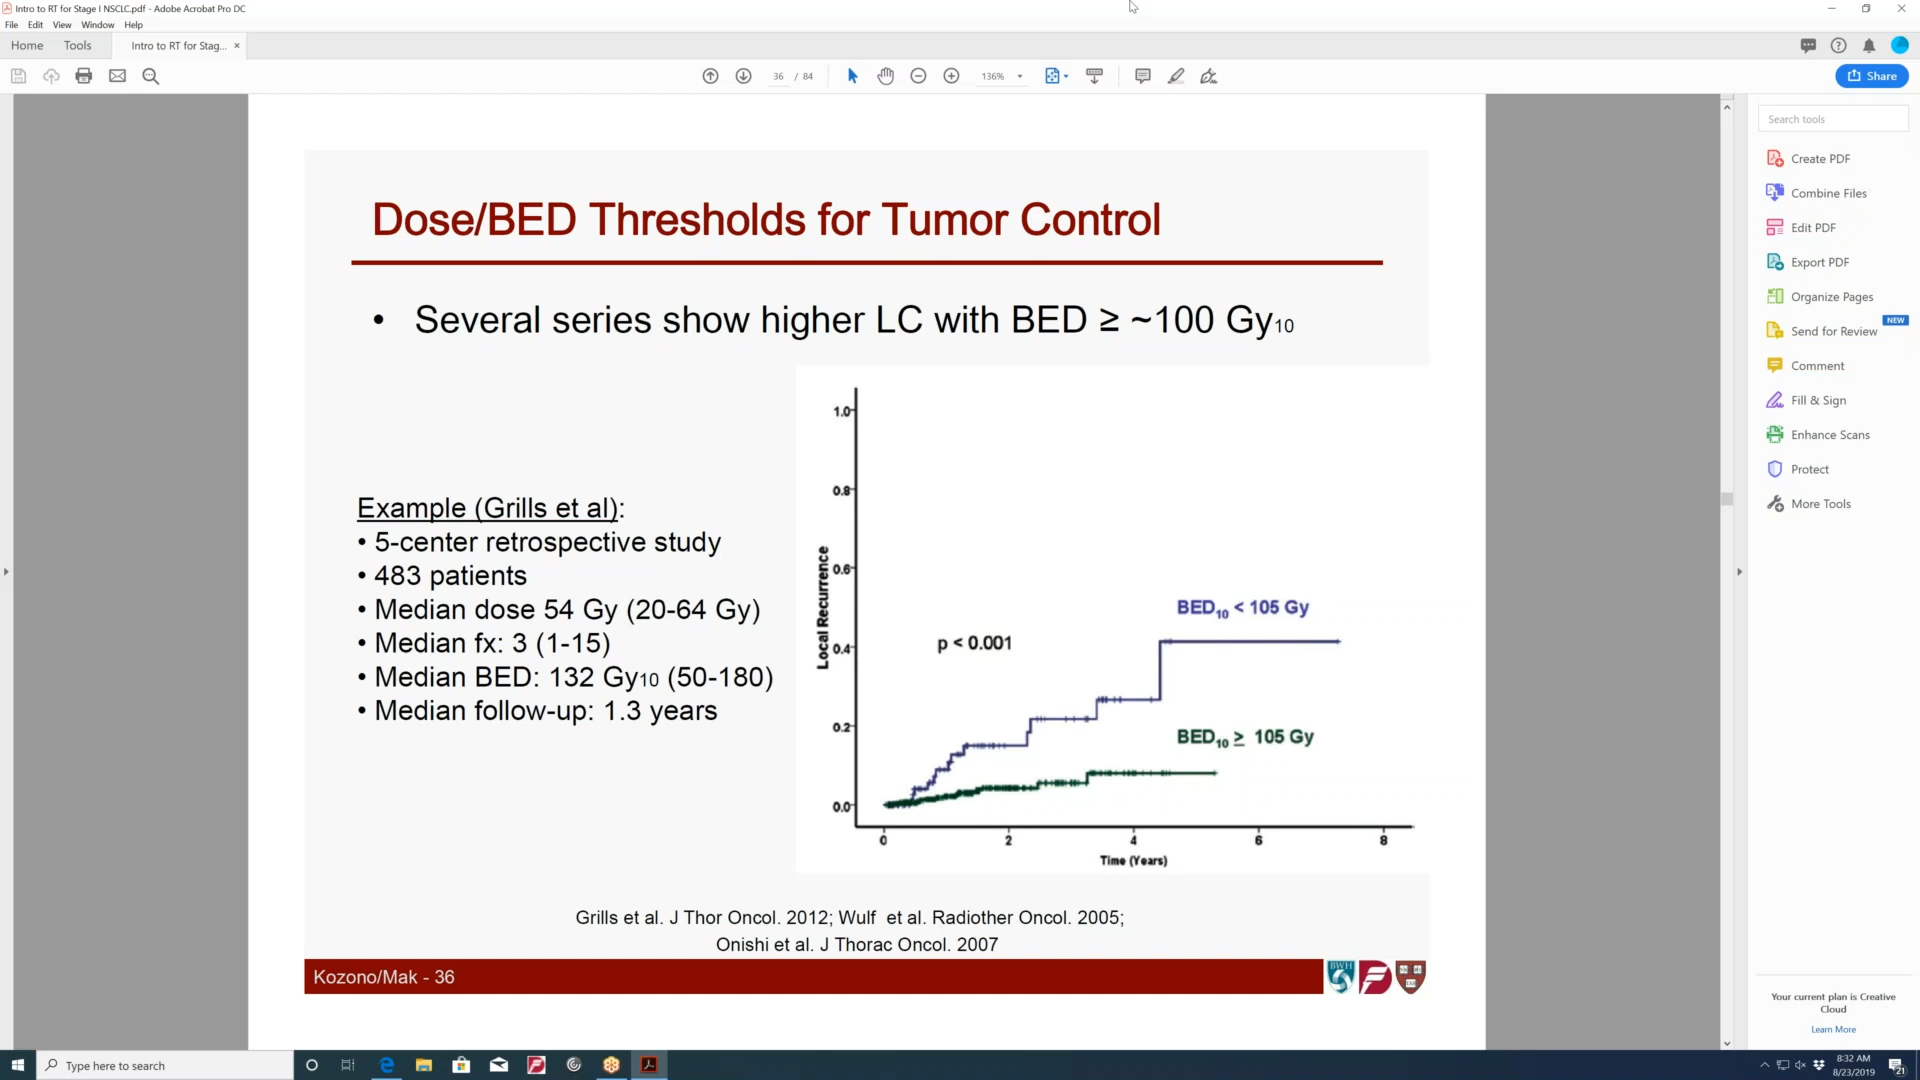 Intro to RT for Stage I NSCLC.pdf - Adobe Acrobat Pro DC
File Edit View Window Help
Home Tools Intro to RT for Stag... ×
36 / 84 136%
Share
Search tools
Create PDF
Combine Files
Edit PDF
Export PDF
Organize Pages
Send for Review NEW
Comment
Fill & Sign
Enhance Scans
Protect
More Tools
Your current plan is Creative
Cloud
Learn More
Dose/BED Thresholds for Tumor Control
• Several series show higher LC with BED ≥ ~100 Gy10
Example (Grills et al):
• 5-center retrospective study
• 483 patients
• Median dose 54 Gy (20-64 Gy)
• Median fx: 3 (1-15)
• Median BED: 132 Gy10 (50-180)
• Median follow-up: 1.3 years
1.0
0.8
0.6
0.4
0.2
0.0
Local Recurrence
p < 0.001
BED10 < 105 Gy
BED10 ≥ 105 Gy
0 2 4 6 8
Time (Years)
Grills et al. J Thor Oncol. 2012; Wulf et al. Radiother Oncol. 2005;
Onishi et al. J Thorac Oncol. 2007
Kozono/Mak - 36
BWH
Type here to search
8:32 AM
8/23/2019
21